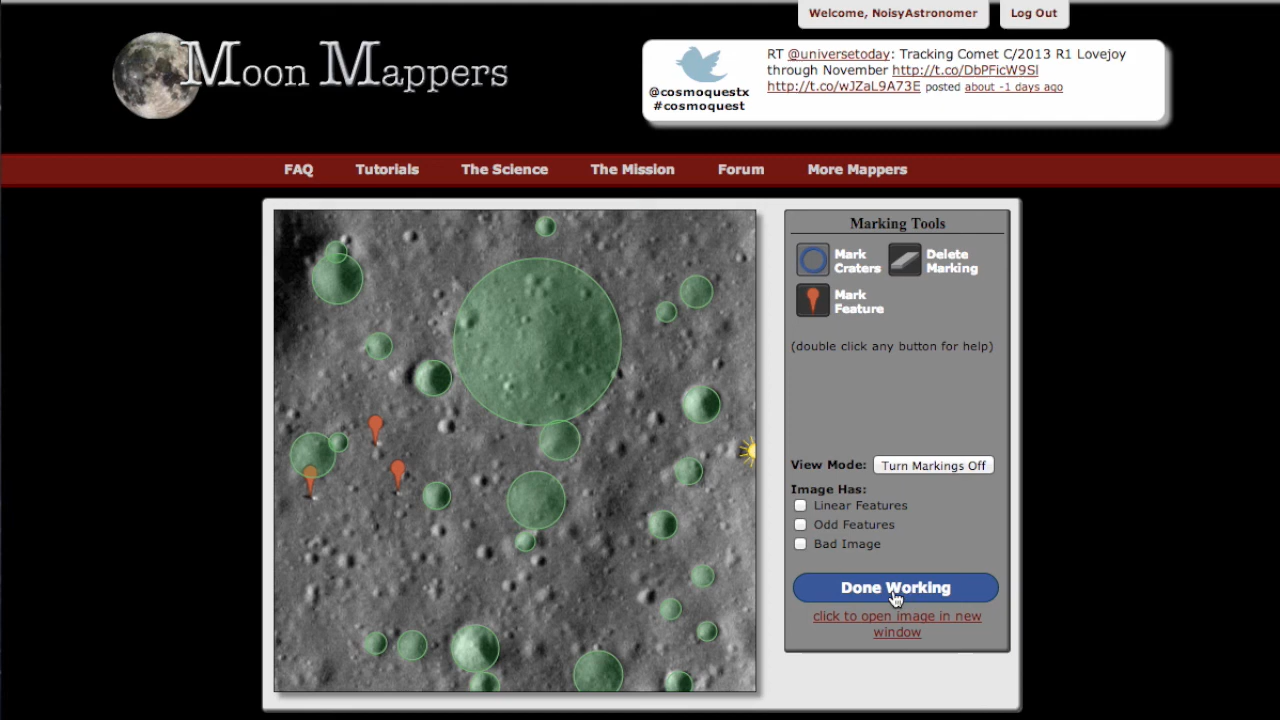 Welcome, NoisyAstronomer
Log Out
Moon Mappers
RT @universetoday: Tracking Comet C/2013 R1 Lovejoy
through November http://t.co/DbPFicW9Sl
http://t.co/wJZaL9A73E posted about -1 days ago
@cosmoquestx
#cosmoquest
FAQ
Tutorials
The Science
The Mission
Forum
More Mappers
Marking Tools
Mark
Craters
Delete
Marking
Mark
Feature
(double click any button for help)
View Mode: Turn Markings Off
Image Has:
Linear Features
Odd Features
Bad Image
Done Working
click to open image in new
window